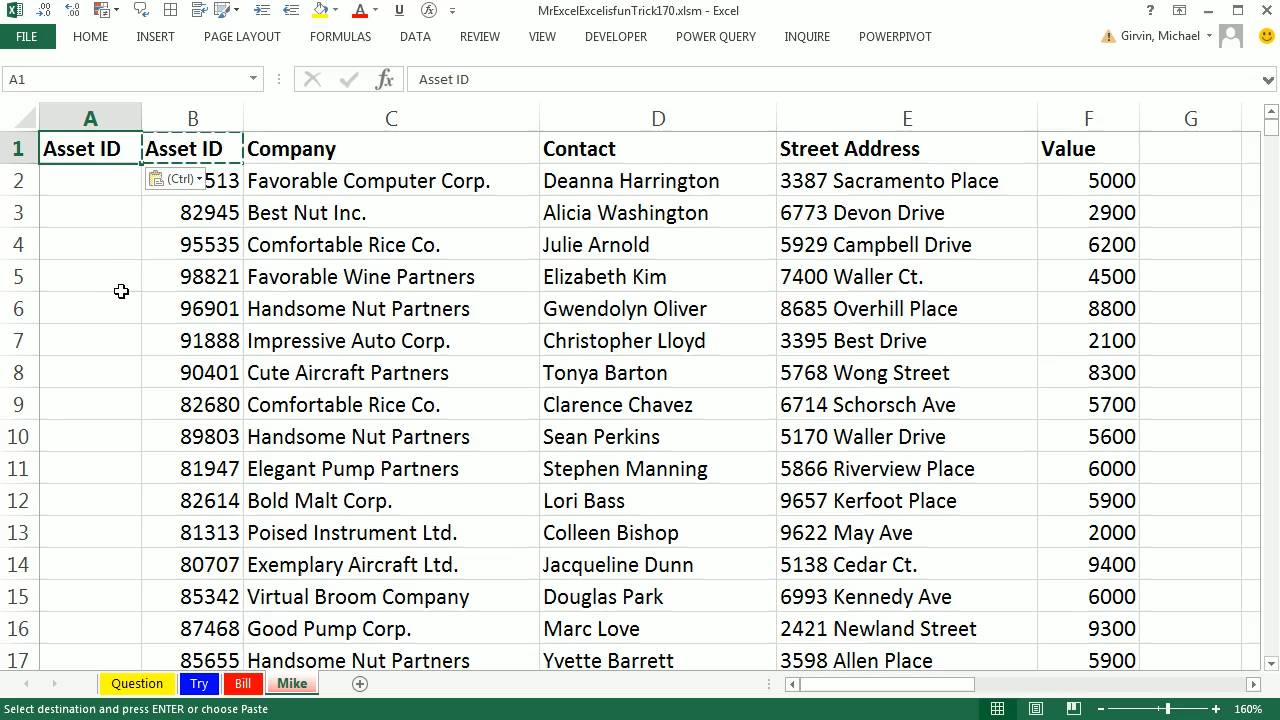 MrExcelExcelisfunTrick170.xlsm - Excel
FILE HOME INSERT PAGE LAYOUT FORMULAS DATA REVIEW VIEW DEVELOPER POWER QUERY INQUIRE POWERPIVOT Girvin, Michael
A1 fx Asset ID
A B C D E F G
1 Asset ID Asset ID Company Contact Street Address Value
2 (Ctrl) 513 Favorable Computer Corp. Deanna Harrington 3387 Sacramento Place 5000
3 82945 Best Nut Inc. Alicia Washington 6773 Devon Drive 2900
4 95535 Comfortable Rice Co. Julie Arnold 5929 Campbell Drive 6200
5 98821 Favorable Wine Partners Elizabeth Kim 7400 Waller Ct. 4500
6 96901 Handsome Nut Partners Gwendolyn Oliver 8685 Overhill Place 8800
7 91888 Impressive Auto Corp. Christopher Lloyd 3395 Best Drive 2100
8 90401 Cute Aircraft Partners Tonya Barton 5768 Wong Street 8300
9 82680 Comfortable Rice Co. Clarence Chavez 6714 Schorsch Ave 5700
10 89803 Handsome Nut Partners Sean Perkins 5170 Waller Drive 5600
11 81947 Elegant Pump Partners Stephen Manning 5866 Riverview Place 6000
12 82614 Bold Malt Corp. Lori Bass 9657 Kerfoot Place 5900
13 81313 Poised Instrument Ltd. Colleen Bishop 9622 May Ave 2000
14 80707 Exemplary Aircraft Ltd. Jacqueline Dunn 5138 Cedar Ct. 9400
15 85342 Virtual Broom Company Douglas Park 6993 Kennedy Ave 6000
16 87468 Good Pump Corp. Marc Love 2421 Newland Street 9300
17 85655 Handsome Nut Partners Yvette Barrett 3598 Allen Place 5900
Question Try Bill Mike
Select destination and press ENTER or choose Paste 160%